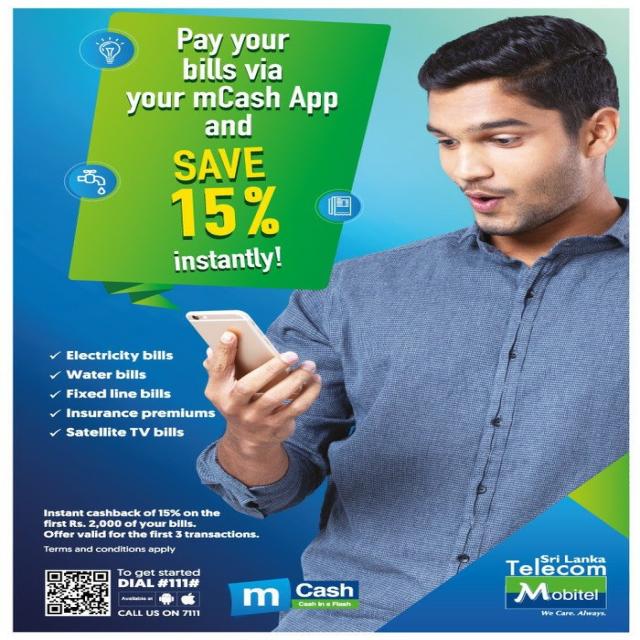 Pay your
bills via
your mCash App
and
SAVE
15%
instantly!
✓ Electricity bills
✓ Water bills
✓ Fixed line bills
✓ Insurance premiums
✓ Satellite TV bills
Instant cashback of 15% on the
first Rs. 2,000 of your bills.
Offer valid for the first 3 transactions.
Terms and conditions apply
To get started
DIAL #111#
Available at
CALL US ON 7111
m Cash
Cash in a Flash
Sri Lanka
Telecom
Mobitel
We Care. Always.